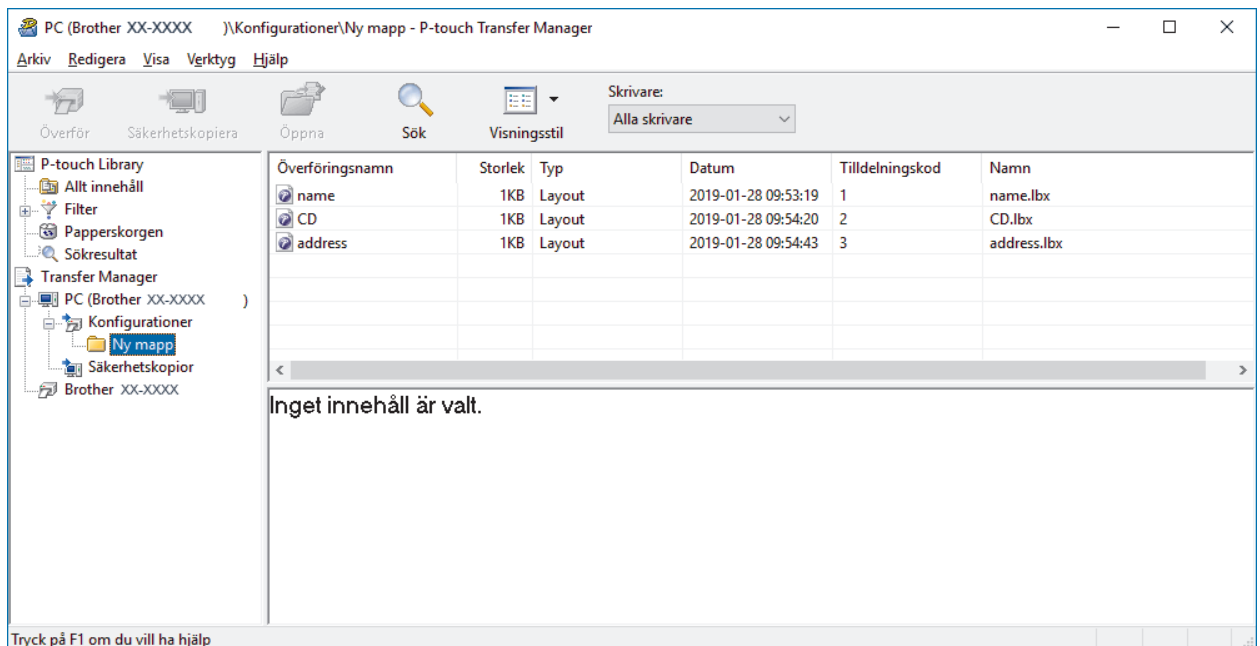 PC (Brother XX-XXXX )\Konfigurationer\Ny mapp - P-touch Transfer Manager
Arkiv Redigera Visa Verktyg Hjälp
Överför Säkerhetskopiera Öppna Sök Visningsstil
Skrivare:
Alla skrivare
P-touch Library
Allt innehåll
Filter
Papperskorgen
Sökresultat
Transfer Manager
PC (Brother XX-XXXX )
Konfigurationer
Ny mapp
Säkerhetskopior
Brother XX-XXXX
Överföringsnamn Storlek Typ Datum Tilldelningskod Namn
name 1KB Layout 2019-01-28 09:53:19 1 name.lbx
CD 1KB Layout 2019-01-28 09:54:20 2 CD.lbx
address 1KB Layout 2019-01-28 09:54:43 3 address.lbx
Inget innehåll är valt.
Tryck på F1 om du vill ha hjälp